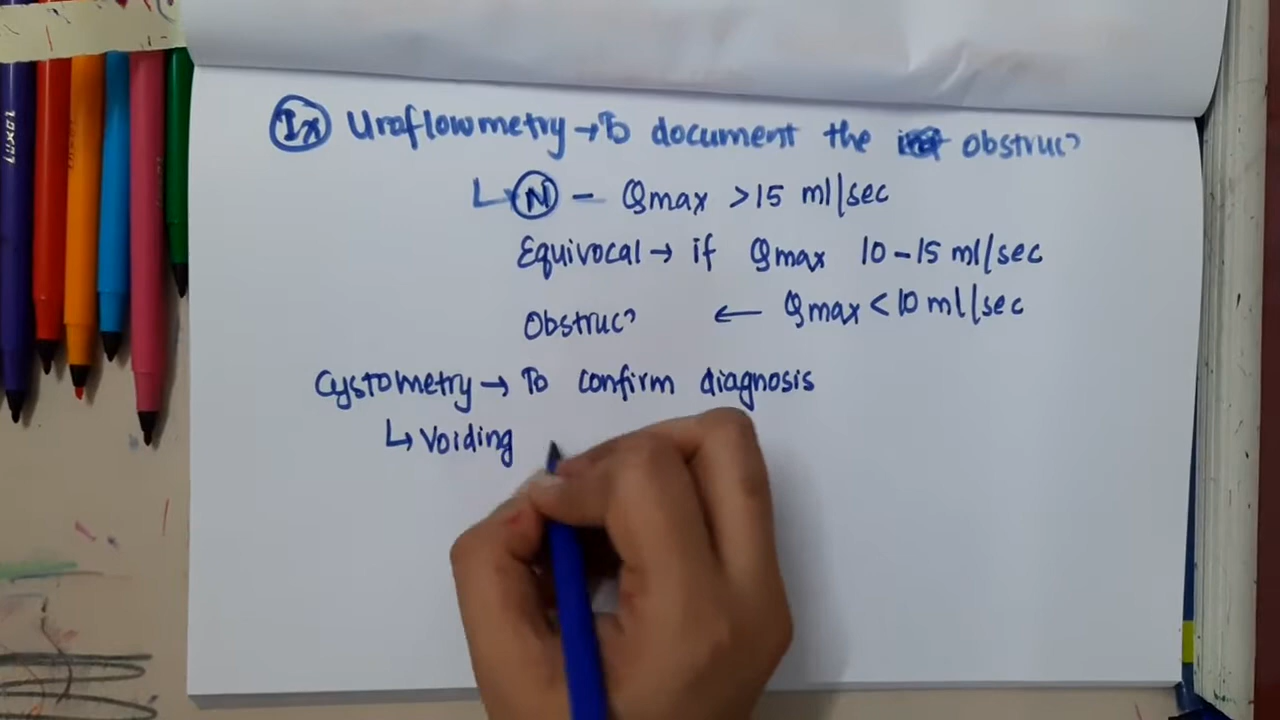 Ix Uroflowmetry → To document the obstrucꜝ
↳ N - Qmax >15 ml/sec
Equivocal → if Qmax 10-15 ml/sec
Obstruc? ← Qmax < 10 ml/sec
Cystometry → To confirm diagnosis
↳ Voiding